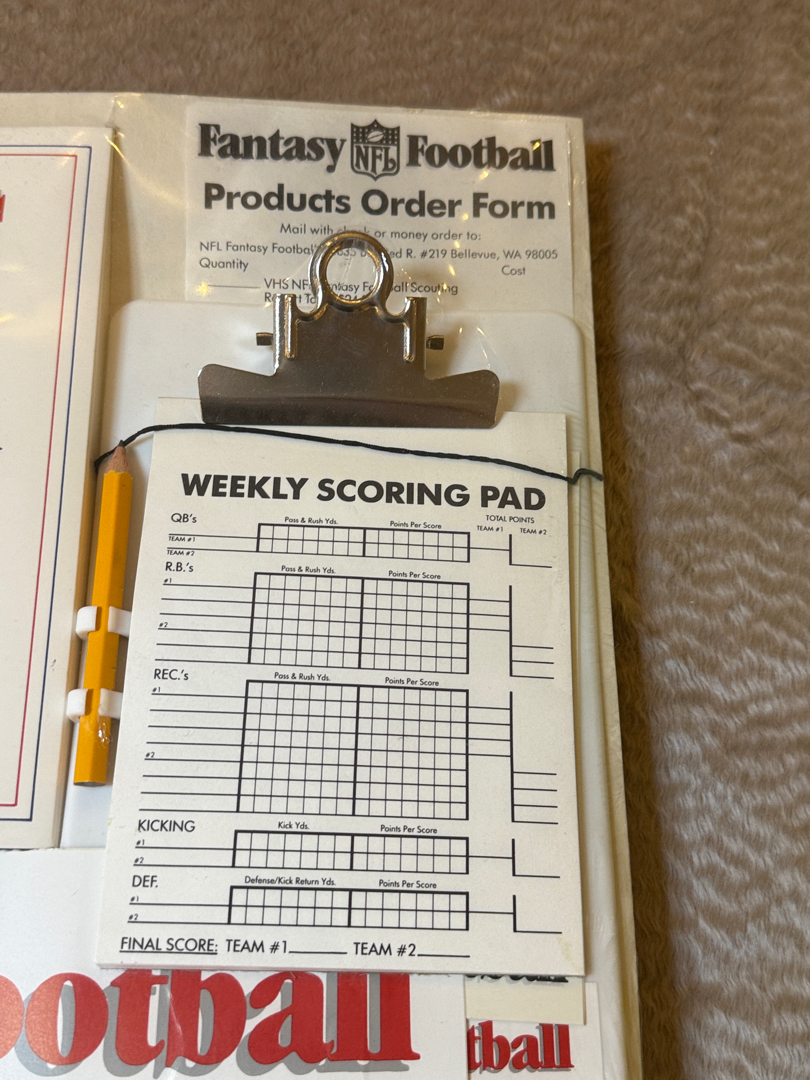 Fantasy NFL Football
Products Order Form
Mail with check or money order to:
NFL Fantasy Football R. #219 Bellevue, WA 98005
Quantity Cost
VHS NFL Fantasy Football Scouting
WEEKLY SCORING PAD
QB's Pass & Rush Yds. Points Per Score TOTAL POINTS
TEAM #1 TEAM #2
TEAM #1
TEAM #2
R.B.'s Pass & Rush Yds. Points Per Score
#1
#2
REC.'s Pass & Rush Yds. Points Per Score
#1
#2
KICKING Kick Yds. Points Per Score
#1
#2
DEF. Defense/Kick Return Yds. Points Per Score
#1
#2
FINAL SCORE: TEAM #1 TEAM #2
ootball
tball